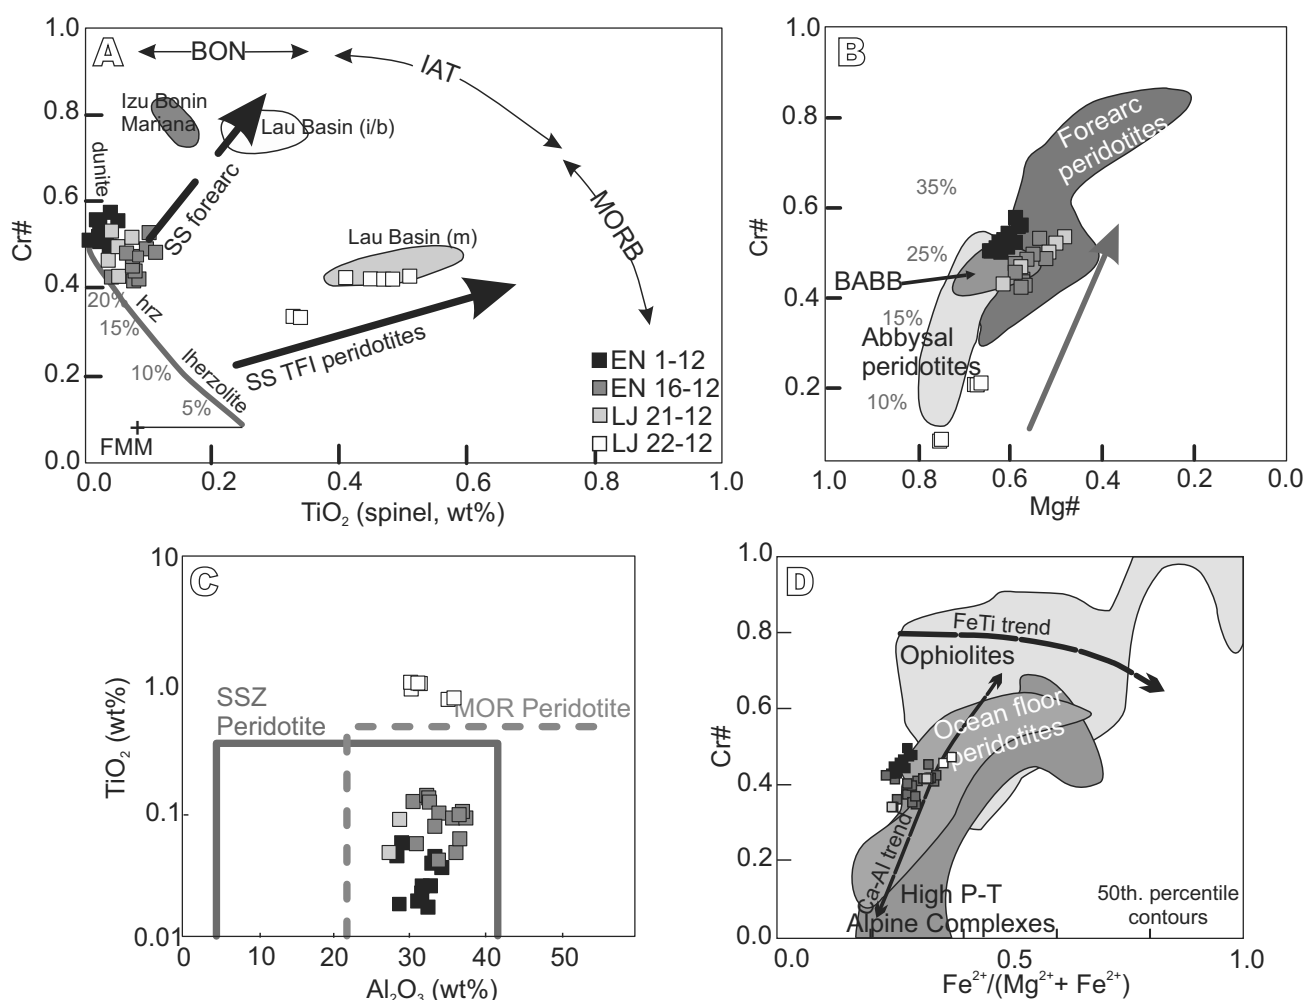 A
1.0
0.8
0.6
0.4
0.2
0.0
Cr#
BON
IAT
MORB
Izu Bonin
Mariana
Lau Basin (i/b)
dunite
SS forearc
Lau Basin (m)
20%
hrz
15%
lherzolite
10%
5%
SS TFI peridotites
FMM
EN 1-12
EN 16-12
LJ 21-12
LJ 22-12
0.0
0.2
0.4
0.6
0.8
1.0
TiO2 (spinel, wt%)
B
1.0
0.8
0.6
0.4
0.2
0.0
Cr#
Forearc
peridotites
35%
25%
BABB
15%
Abbysal
peridotites
10%
1.0
0.8
0.6
0.4
0.2
0.0
Mg#
C
10
1.0
0.1
0.01
TiO2 (wt%)
SSZ
Peridotite
MOR Peridotite
0
10
20
30
40
50
Al2O3 (wt%)
D
1.0
0.8
0.6
0.4
0.2
0.0
Cr#
FeTi trend
Ophiolites
Ocean floor
peridotites
Ca-Al trend
High P-T
Alpine Complexes
50th. percentile
contours
0.0
0.5
1.0
Fe2+/(Mg2++ Fe2+)